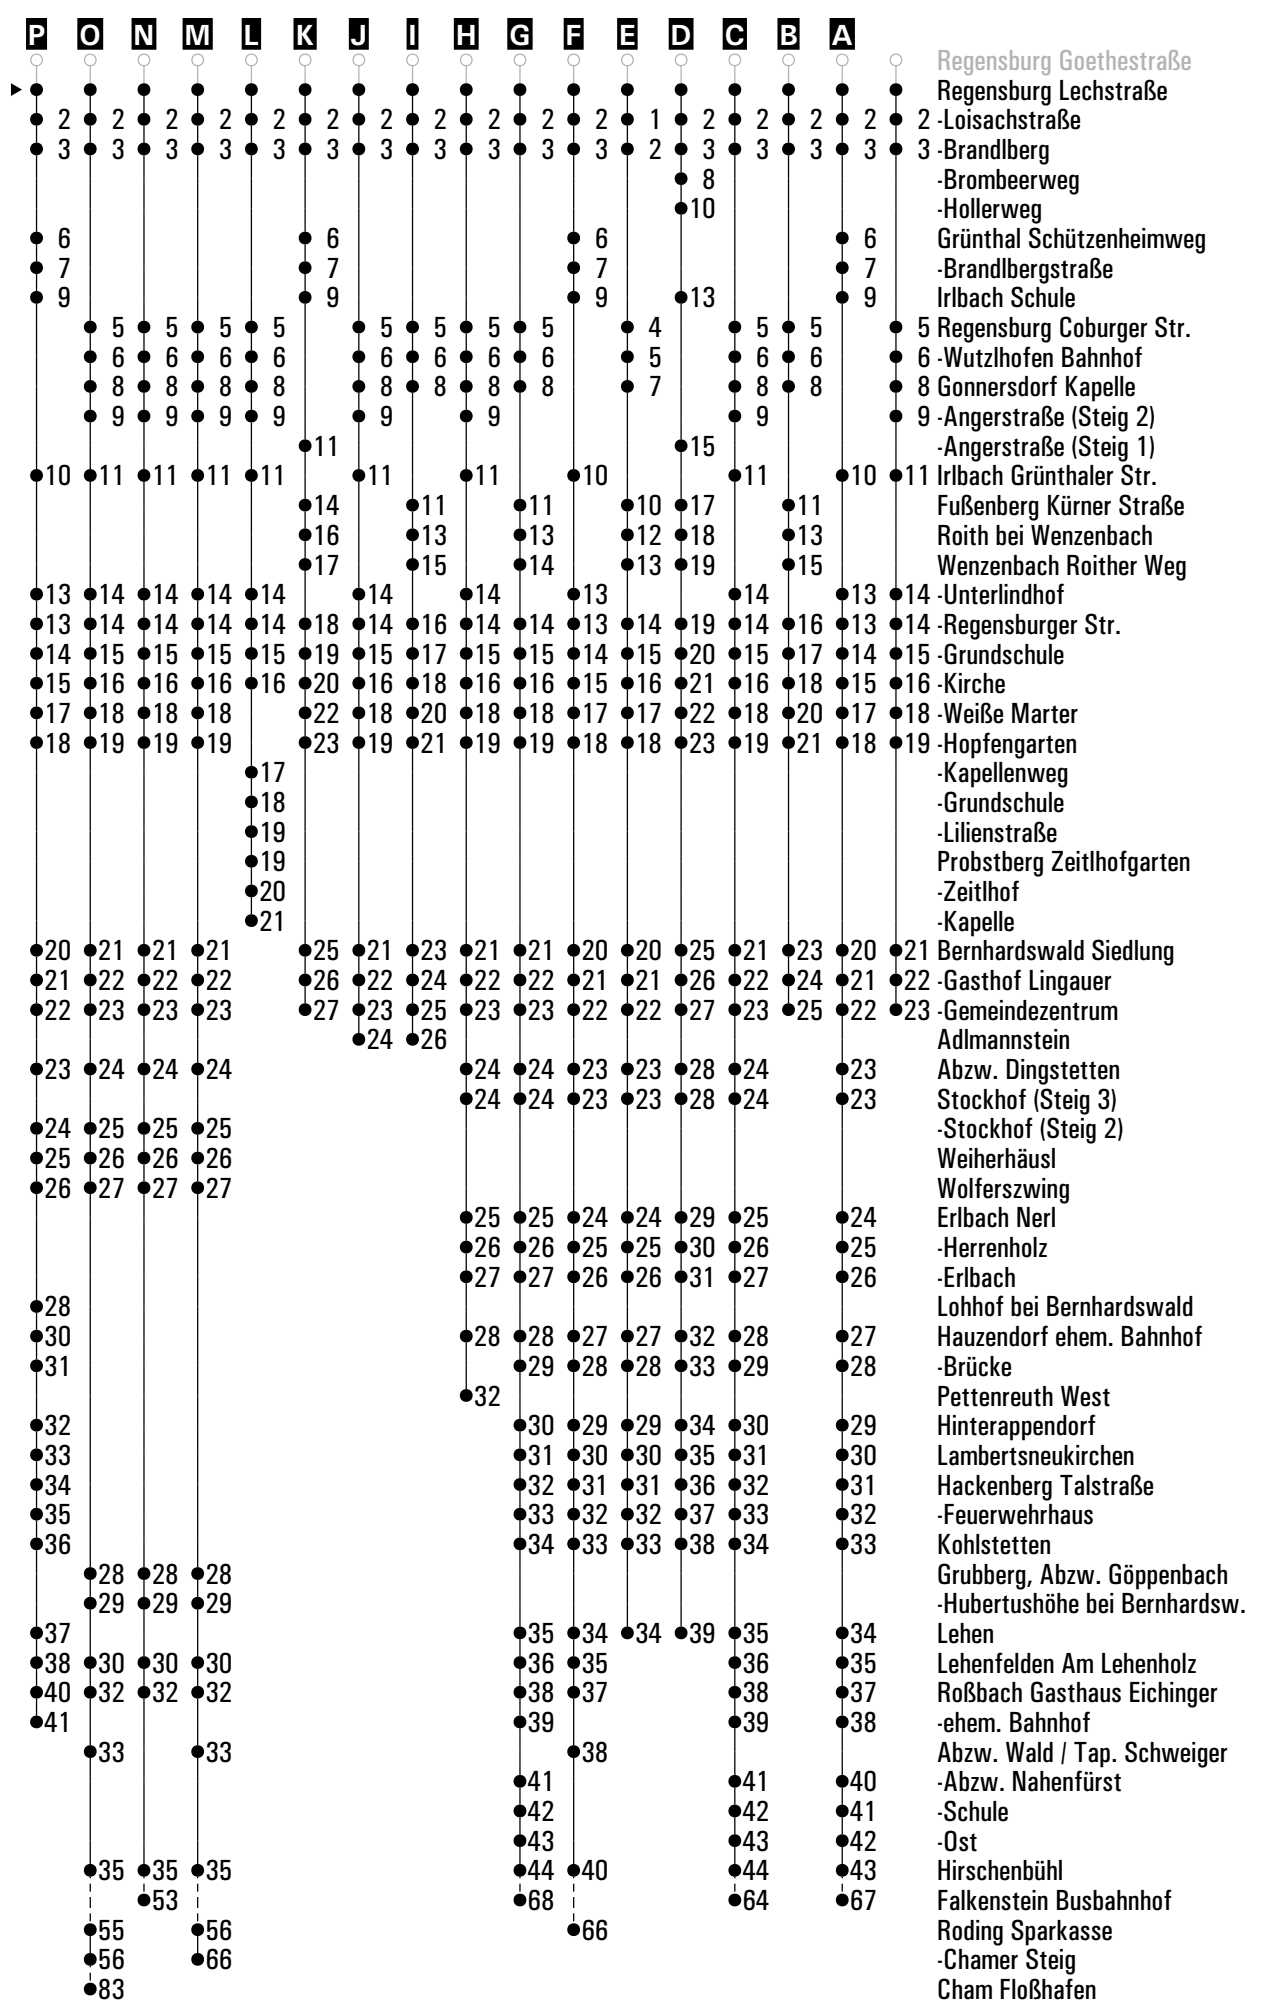 P O N M L K J I H G F E D C B A
Regensburg Goethestraße
Regensburg Lechstraße
2 2 2 2 2 2 2 2 2 2 2 1 2 2 2 2 2 -Loisachstraße
3 3 3 3 3 3 3 3 3 3 3 2 3 3 3 3 3 -Brandlberg
8 -Brombeerweg
10 -Hollerweg
6 6 6 6 Grünthal Schützenheimweg
7 7 7 7 -Brandlbergstraße
9 9 9 13 9 Irlbach Schule
5 5 5 5 5 5 5 5 4 5 5 5 Regensburg Coburger Str.
6 6 6 6 6 6 6 6 5 6 6 6 -Wutzlhofen Bahnhof
8 8 8 8 8 8 8 8 7 8 8 8 Gonnersdorf Kapelle
9 9 9 9 9 9 9 9 -Angerstraße (Steig 2)
11 15 -Angerstraße (Steig 1)
10 11 11 11 11 11 11 10 11 10 11 Irlbach Grünthaler Str.
14 11 11 10 17 11 Fußenberg Kürner Straße
16 13 13 12 18 13 Roith bei Wenzenbach
17 15 14 13 19 15 Wenzenbach Roither Weg
13 14 14 14 14 14 14 13 14 13 14 -Unterlindhof
13 14 14 14 14 18 14 16 14 14 13 14 19 14 16 13 14 -Regensburger Str.
14 15 15 15 15 19 15 17 15 15 14 15 20 15 17 14 15 -Grundschule
15 16 16 16 16 20 16 18 16 16 15 16 21 16 18 15 16 -Kirche
17 18 18 18 22 18 20 18 18 17 17 22 18 20 17 18 -Weiße Marter
18 19 19 19 23 19 21 19 19 18 18 23 19 21 18 19 -Hopfengarten
17 -Kapellenweg
18 -Grundschule
19 -Lilienstraße
19 Probstberg Zeitlhofgarten
20 -Zeitlhof
21 -Kapelle
20 21 21 21 25 21 23 21 21 20 20 25 21 23 20 21 Bernhardswald Siedlung
21 22 22 22 26 22 24 22 22 21 21 26 22 24 21 22 -Gasthof Lingauer
22 23 23 23 27 23 25 23 23 22 22 27 23 25 22 23 -Gemeindezentrum
24 26 Adlmannstein
23 24 24 24 24 24 23 23 28 24 23 Abzw. Dingstetten
24 24 23 23 28 24 23 Stockhof (Steig 3)
24 25 25 25 -Stockhof (Steig 2)
25 26 26 26 Weiherhäusl
26 27 27 27 Wolferszwing
25 25 24 24 29 25 24 Erlbach Nerl
26 26 25 25 30 26 25 -Herrenholz
27 27 26 26 31 27 26 -Erlbach
28 Lohhof bei Bernhardswald
30 28 28 27 27 32 28 27 Hauzendorf ehem. Bahnhof
31 29 28 28 33 29 28 -Brücke
32 Pettenreuth West
32 30 29 29 34 30 29 Hinterappendorf
33 31 30 30 35 31 30 Lambertsneukirchen
34 32 31 31 36 32 31 Hackenberg Talstraße
35 33 32 32 37 33 32 -Feuerwehrhaus
36 34 33 33 38 34 33 Kohlstetten
28 28 28 Grubberg, Abzw. Göppenbach
29 29 29 -Hubertushöhe bei Bernhardsw.
37 35 34 34 39 35 34 Lehen
38 30 30 30 36 35 36 35 Lehenfelden Am Lehenholz
40 32 32 32 38 37 38 37 Roßbach Gasthaus Eichinger
41 39 39 38 -ehem. Bahnhof
33 33 38 Abzw. Wald / Tap. Schweiger
41 41 40 -Abzw. Nahenfürst
42 42 41 -Schule
43 43 42 -Ost
35 35 35 44 40 44 43 Hirschenbühl
53 68 64 67 Falkenstein Busbahnhof
55 56 66 Roding Sparkasse
56 66 -Chamer Steig
83 Cham Floßhafen